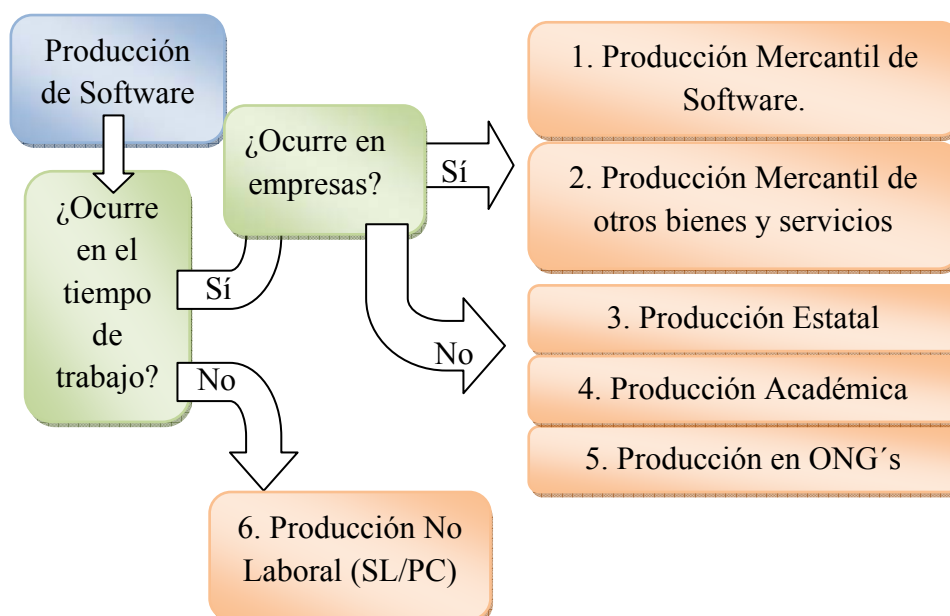 Producción
de Software
¿Ocurre
en el
tiempo
de
trabajo?
Sí
No
¿Ocurre en
empresas?
Sí
No
1. Producción Mercantil de
Software.
2. Producción Mercantil de
otros bienes y servicios
3. Producción Estatal
4. Producción Académica
5. Producción en ONG´s
6. Producción No
Laboral (SL/PC)